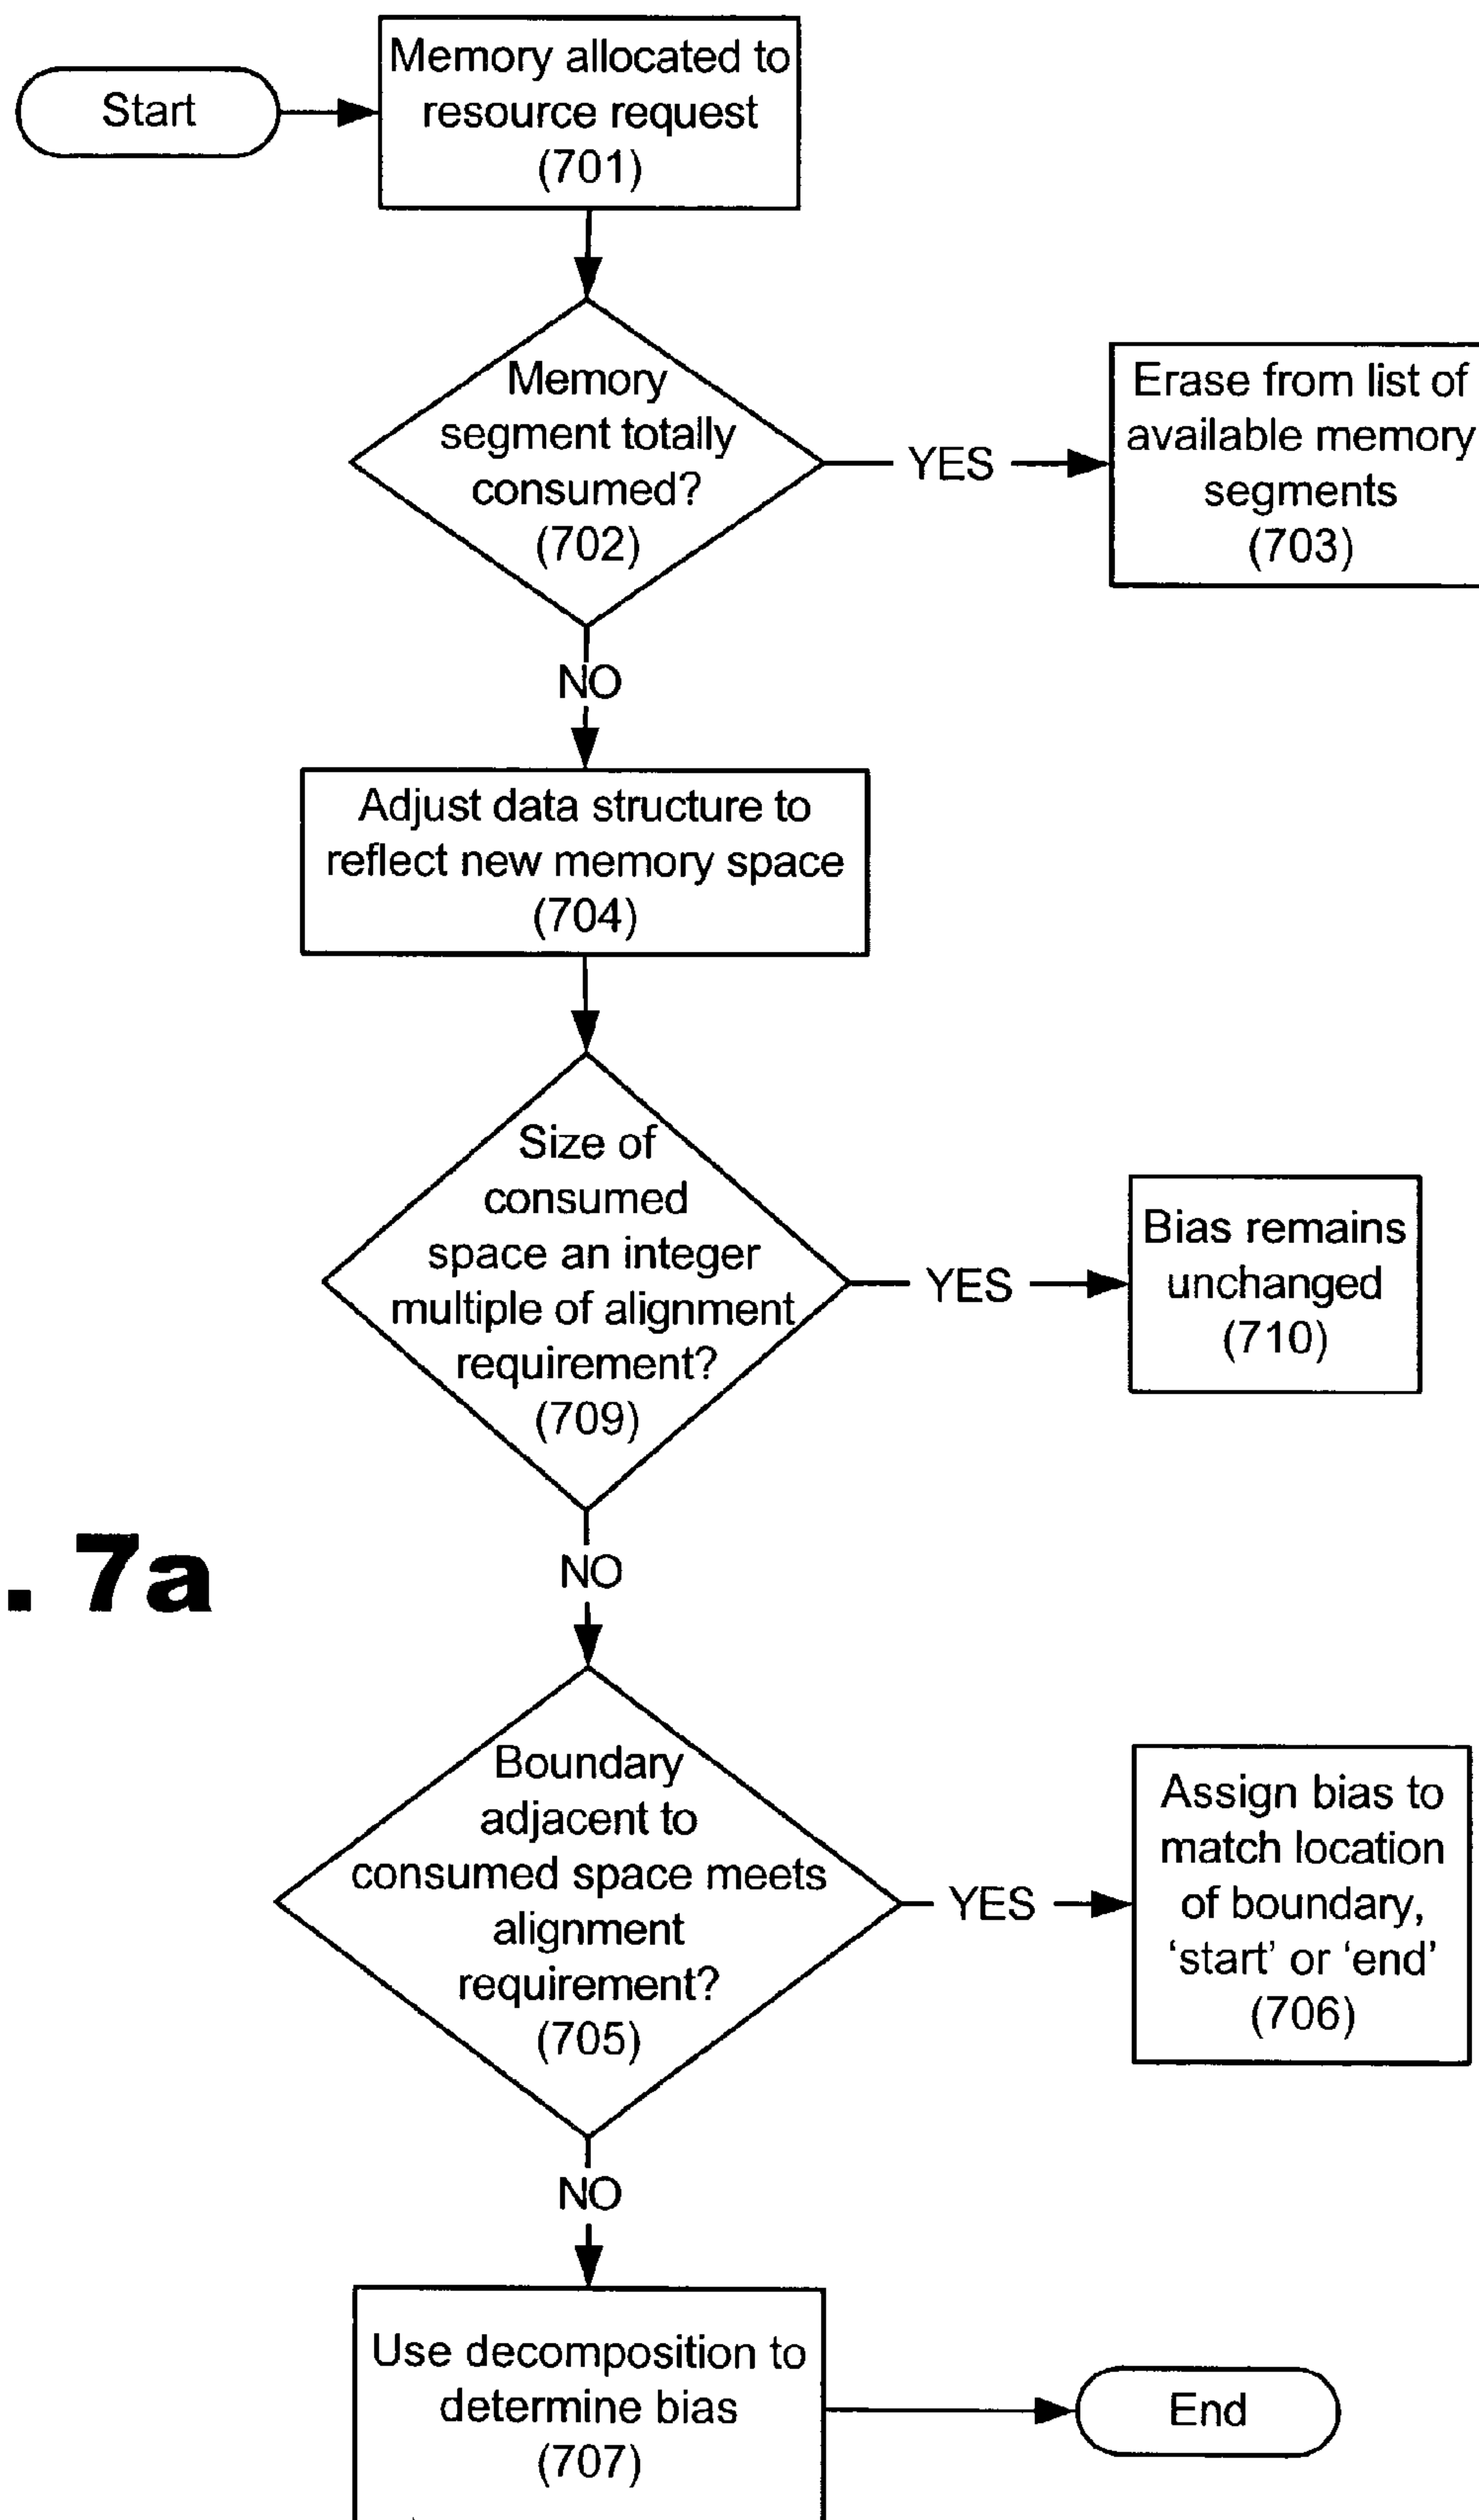 Start
Memory allocated to
resource request
(701)
Memory
segment totally
consumed?
(702)
YES
Erase from list of
available memory
segments
(703)
NO
Adjust data structure to
reflect new memory space
(704)
Size of
consumed
space an integer
multiple of alignment
requirement?
(709)
YES
Bias remains
unchanged
(710)
NO
. 7a
Boundary
adjacent to
consumed space meets
alignment
requirement?
(705)
YES
Assign bias to
match location
of boundary,
‘start’ or ‘end’
(706)
NO
Use decomposition to
determine bias
(707)
End